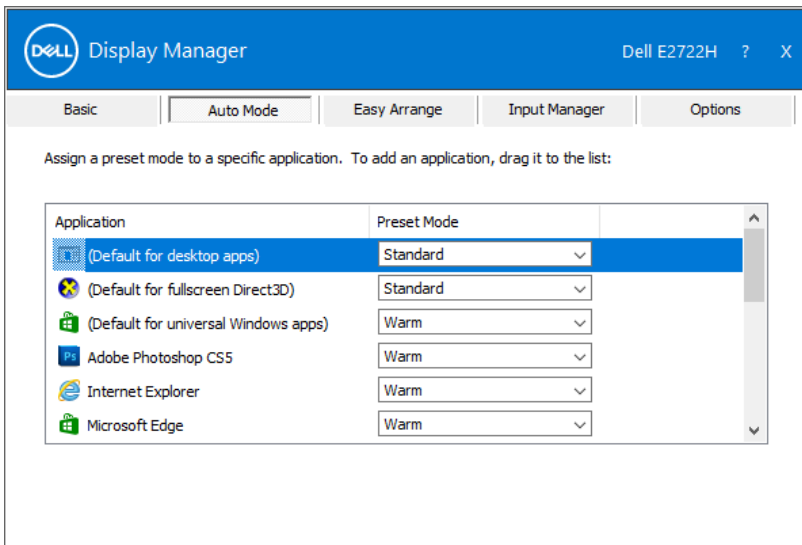 DELL Display Manager Dell E2722H ? X
Basic Auto Mode Easy Arrange Input Manager Options
Assign a preset mode to a specific application. To add an application, drag it to the list:
Application Preset Mode
(Default for desktop apps) Standard
(Default for fullscreen Direct3D) Standard
(Default for universal Windows apps) Warm
Ps Adobe Photoshop CS5 Warm
Internet Explorer Warm
Microsoft Edge Warm